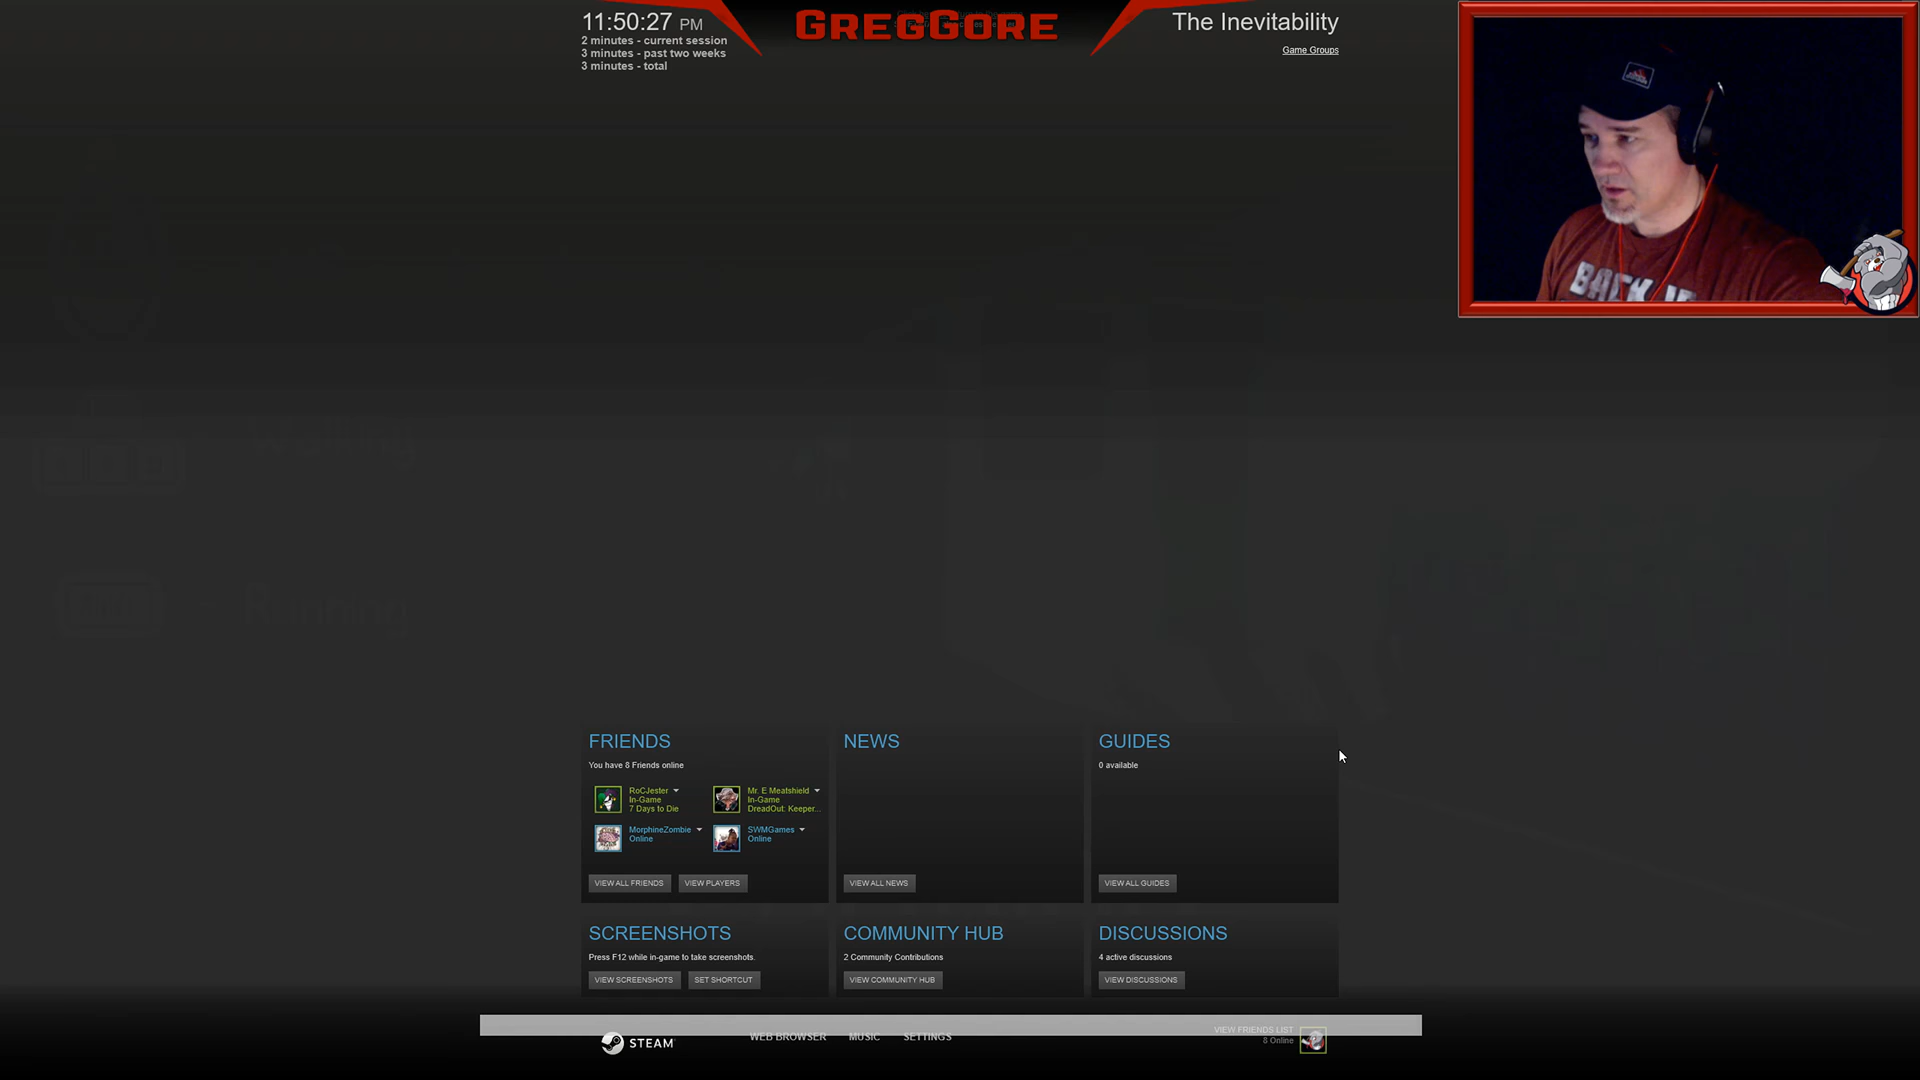 11:50:27 PM
2 minutes - current session
3 minutes - past two weeks
3 minutes - total
GREGGORE
The Inevitability
Game Groups
Walking
Running
FRIENDS
You have 8 Friends online
RoCJester
In-Game
7 Days to Die
Mr. E Meatshield
In-Game
DreadOut: Keeper...
MorphineZombie
Online
SWMGames
Online
VIEW ALL FRIENDS
VIEW PLAYERS
NEWS
VIEW ALL NEWS
GUIDES
0 available
VIEW ALL GUIDES
SCREENSHOTS
Press F12 while in-game to take screenshots.
VIEW SCREENSHOTS
SET SHORTCUT
COMMUNITY HUB
2 Community Contributions
VIEW COMMUNITY HUB
DISCUSSIONS
4 active discussions
VIEW DISCUSSIONS
STEAM
WEB BROWSER
MUSIC
SETTINGS
VIEW FRIENDS LIST
8 Online